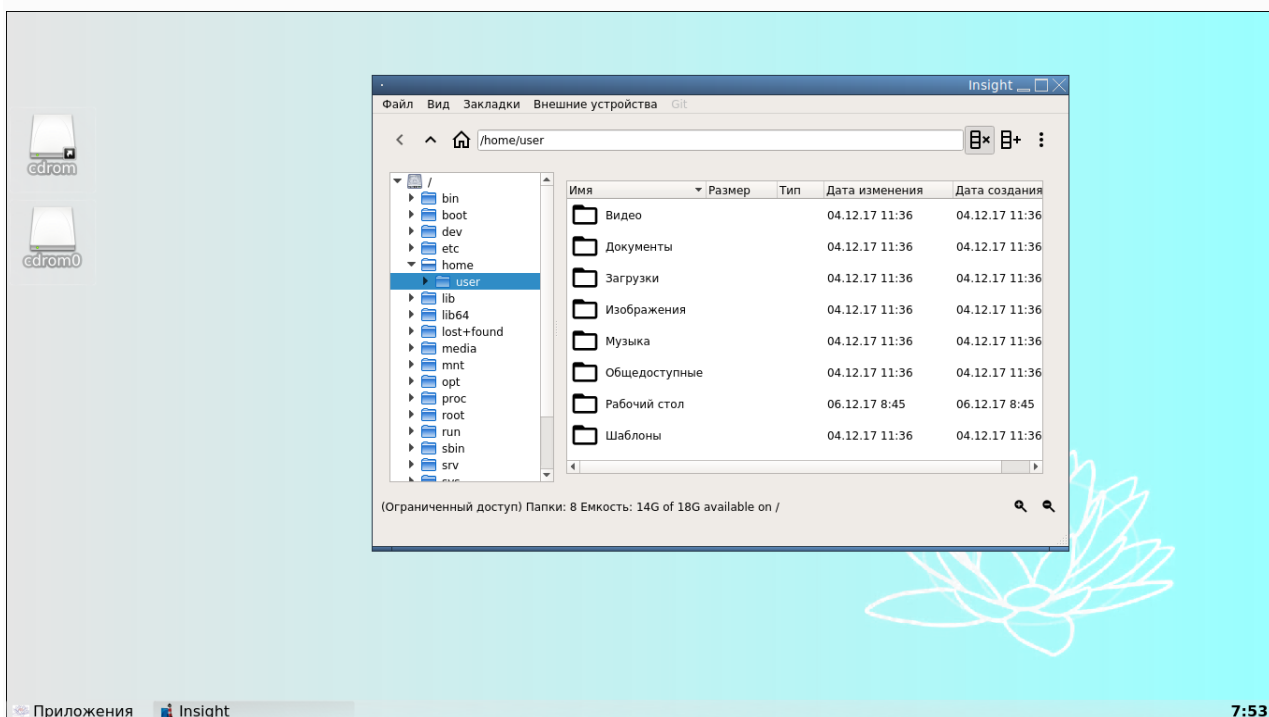 cdrom
cdrom0
Insight
Файл Вид Закладки Внешние устройства Git
/home/user
/
bin
boot
dev
etc
home
user
lib
lib64
lost+found
media
mnt
opt
proc
root
run
sbin
srv
Имя Размер Тип Дата изменения Дата создания
Видео 04.12.17 11:36 04.12.17 11:36
Документы 04.12.17 11:36 04.12.17 11:36
Загрузки 04.12.17 11:36 04.12.17 11:36
Изображения 04.12.17 11:36 04.12.17 11:36
Музыка 04.12.17 11:36 04.12.17 11:36
Общедоступные 04.12.17 11:36 04.12.17 11:36
Рабочий стол 06.12.17 8:45 06.12.17 8:45
Шаблоны 04.12.17 11:36 04.12.17 11:36
(Ограниченный доступ) Папки: 8 Емкость: 14G of 18G available on /
Приложения Insight 7:53